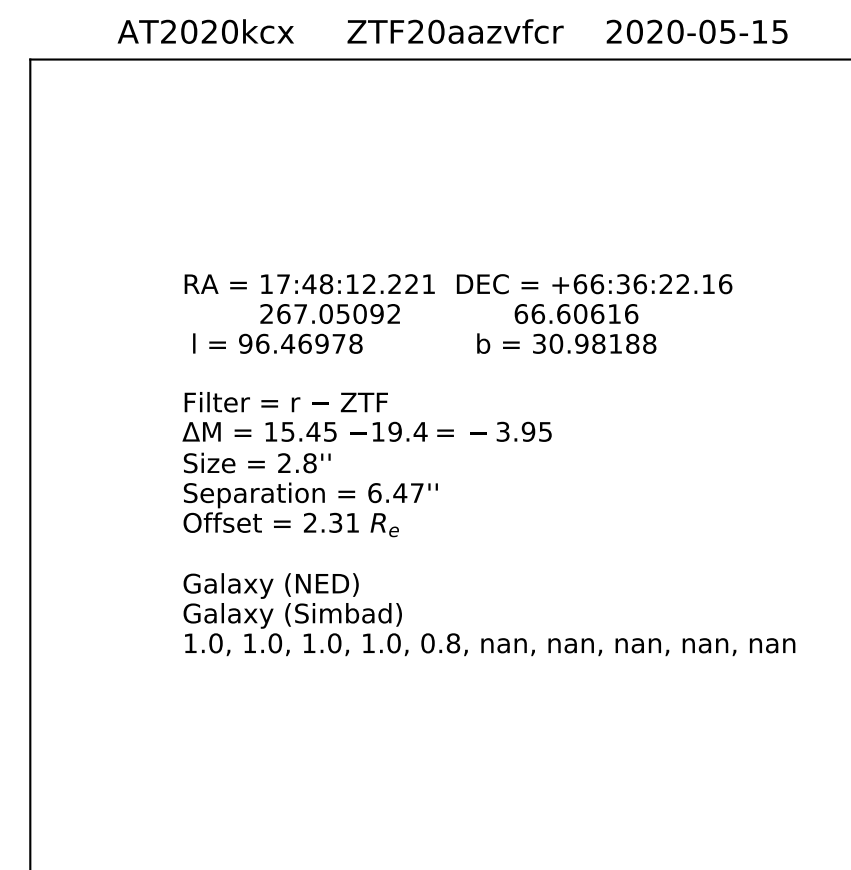 AT2020kcx ZTF20aazvfcr 2020-05-15
RA = 17:48:12.221 DEC = +66:36:22.16
267.05092 66.60616
l = 96.46978 b = 30.98188
Filter = r − ZTF
ΔM = 15.45 −19.4 = − 3.95
Size = 2.8''
Separation = 6.47''
Offset = 2.31 Re
Galaxy (NED)
Galaxy (Simbad)
1.0, 1.0, 1.0, 1.0, 0.8, nan, nan, nan, nan, nan